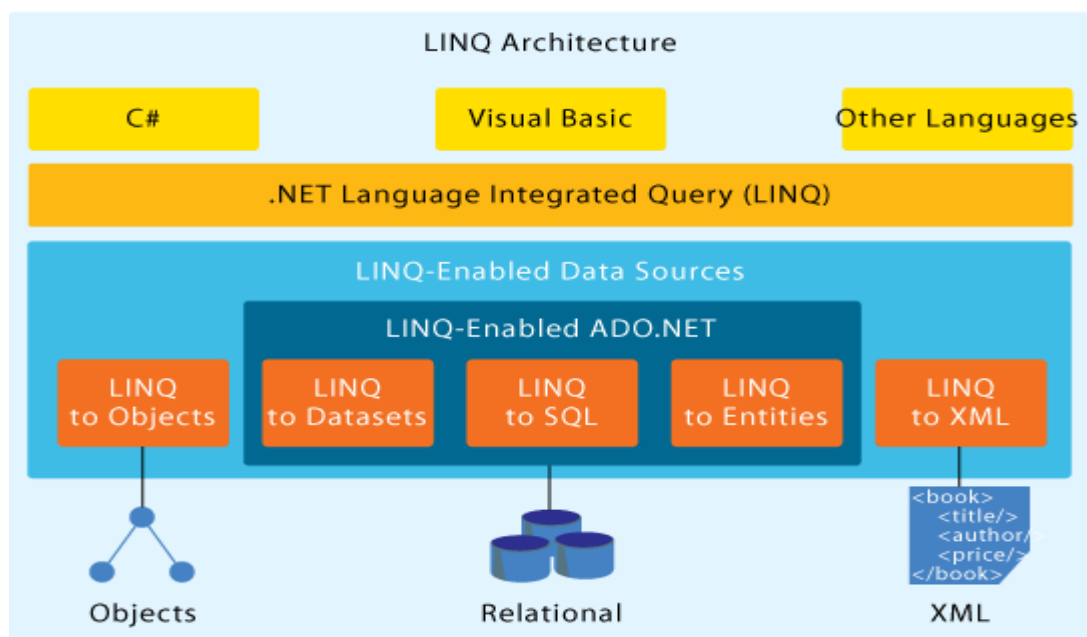 LINQ Architecture
C#
Visual Basic
Other Languages
.NET Language Integrated Query (LINQ)
LINQ-Enabled Data Sources
LINQ-Enabled ADO.NET
LINQ
to Objects
LINQ
to Datasets
LINQ
to SQL
LINQ
to Entities
LINQ
to XML
<book>
<title/>
<author/>
<price/>
</book>
Objects
Relational
XML